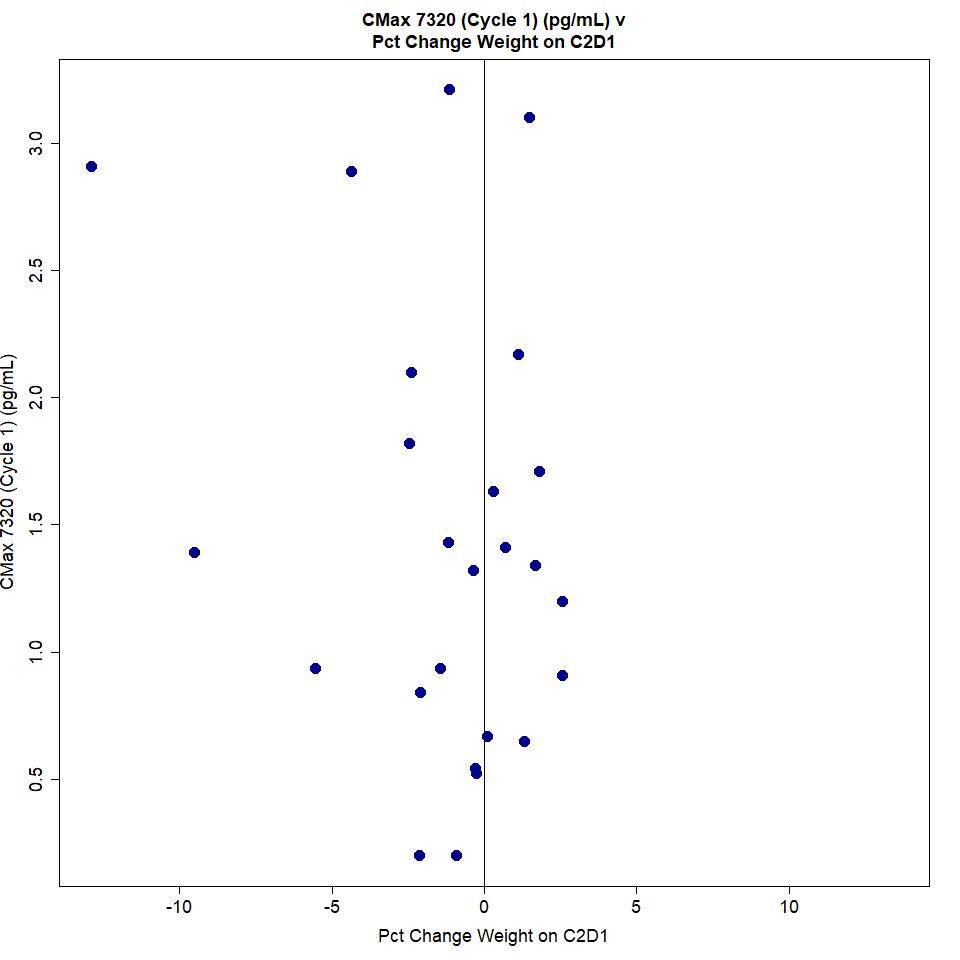 CMax 7320 (Cycle 1) (pg/mL) v
Pct Change Weight on C2D1
3.0
2.5
2.0
1.5
1.0
0.5
CMax 7320 (Cycle 1) (pg/mL)
-10
-5
0
5
10
Pct Change Weight on C2D1